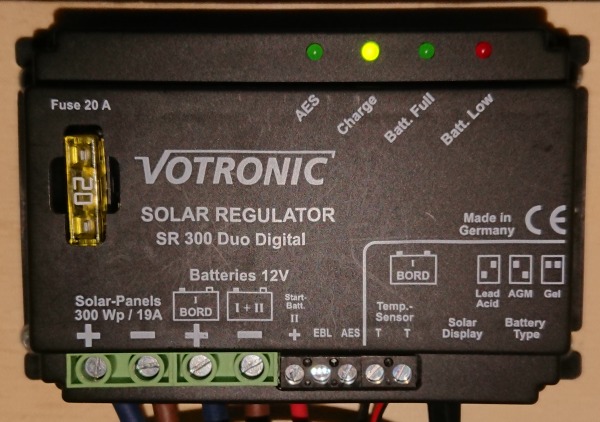 AES
Charge
Batt. Full
Batt. Low
Fuse 20 A
20
VOTRONIC
SOLAR REGULATOR
SR 300 Duo Digital
Made in
Germany
CE
Batteries 12V
Solar-Panels
300 Wp / 19A
I
BORD
I + II
Start-
Batt.
II
I
BORD
Temp.-
Sensor
Lead
Acid
AGM
Gel
Solar
Display
Battery
Type
+ − + − + EBL AES T T